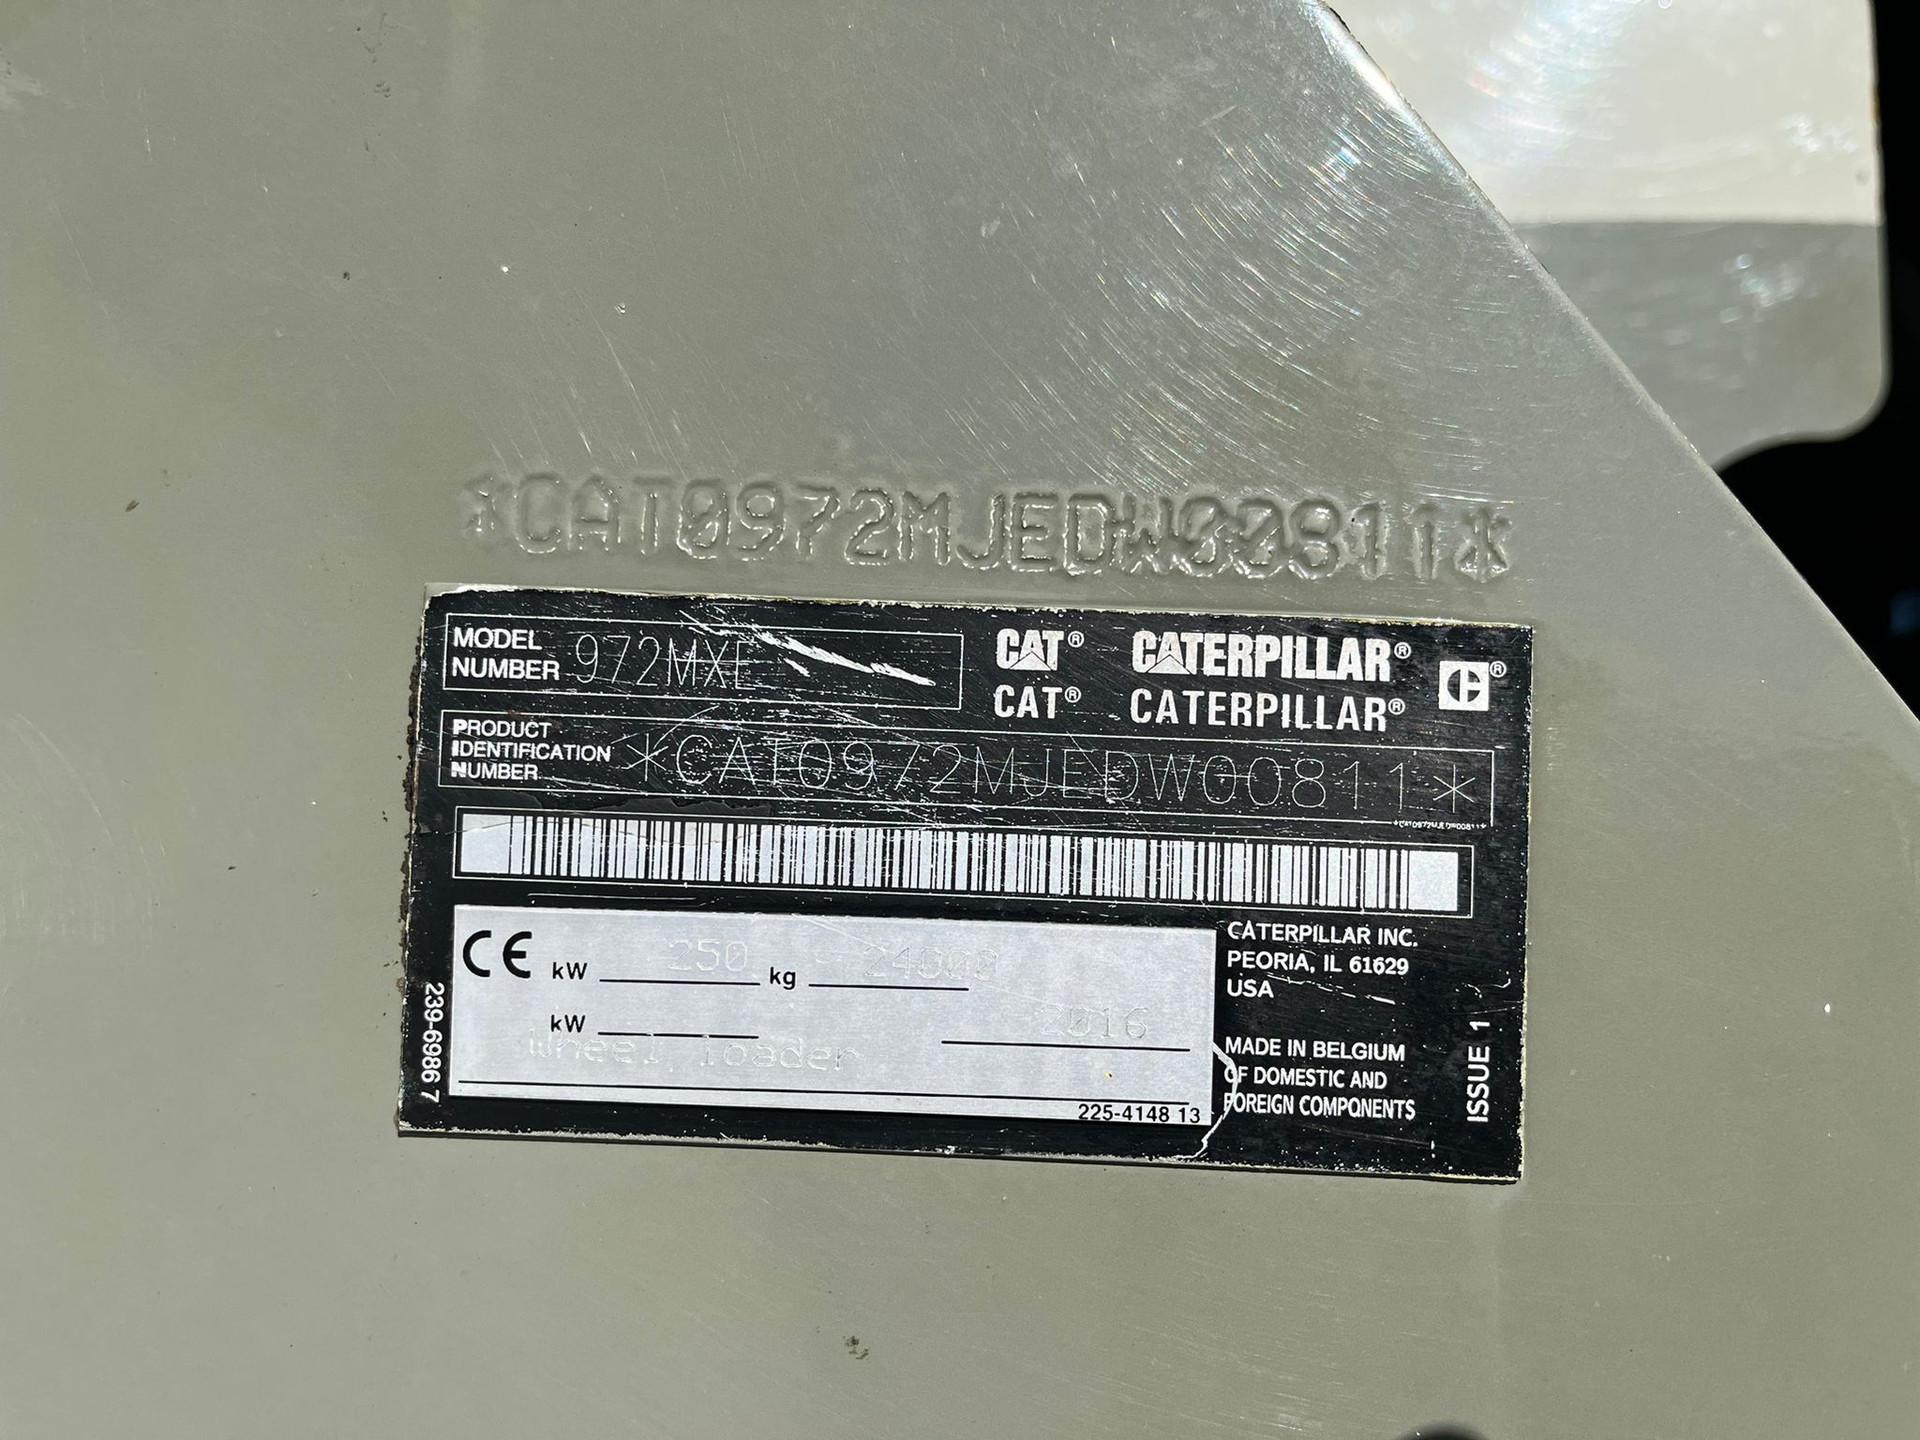 *CAT0972MJEDW00811*
MODEL NUMBER 972MXE
CAT® CATERPILLAR® C®
CAT® CATERPILLAR®
PRODUCT IDENTIFICATION NUMBER *CAT0972MJEDW00811*
*CAT0972MJEDW00811*
CE kW 250 kg 24000
kW 2016
Wheel loader
225-4148 13
239-6986 7
CATERPILLAR INC.
PEORIA, IL 61629
USA
MADE IN BELGIUM
OF DOMESTIC AND
FOREIGN COMPONENTS
ISSUE 1